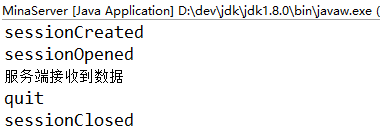 MinaServer [Java Application] D:\dev\jdk\jdk1.8.0\bin\javaw.exe (
sessionCreated
sessionOpened
服务端接收到数据
quit
sessionClosed